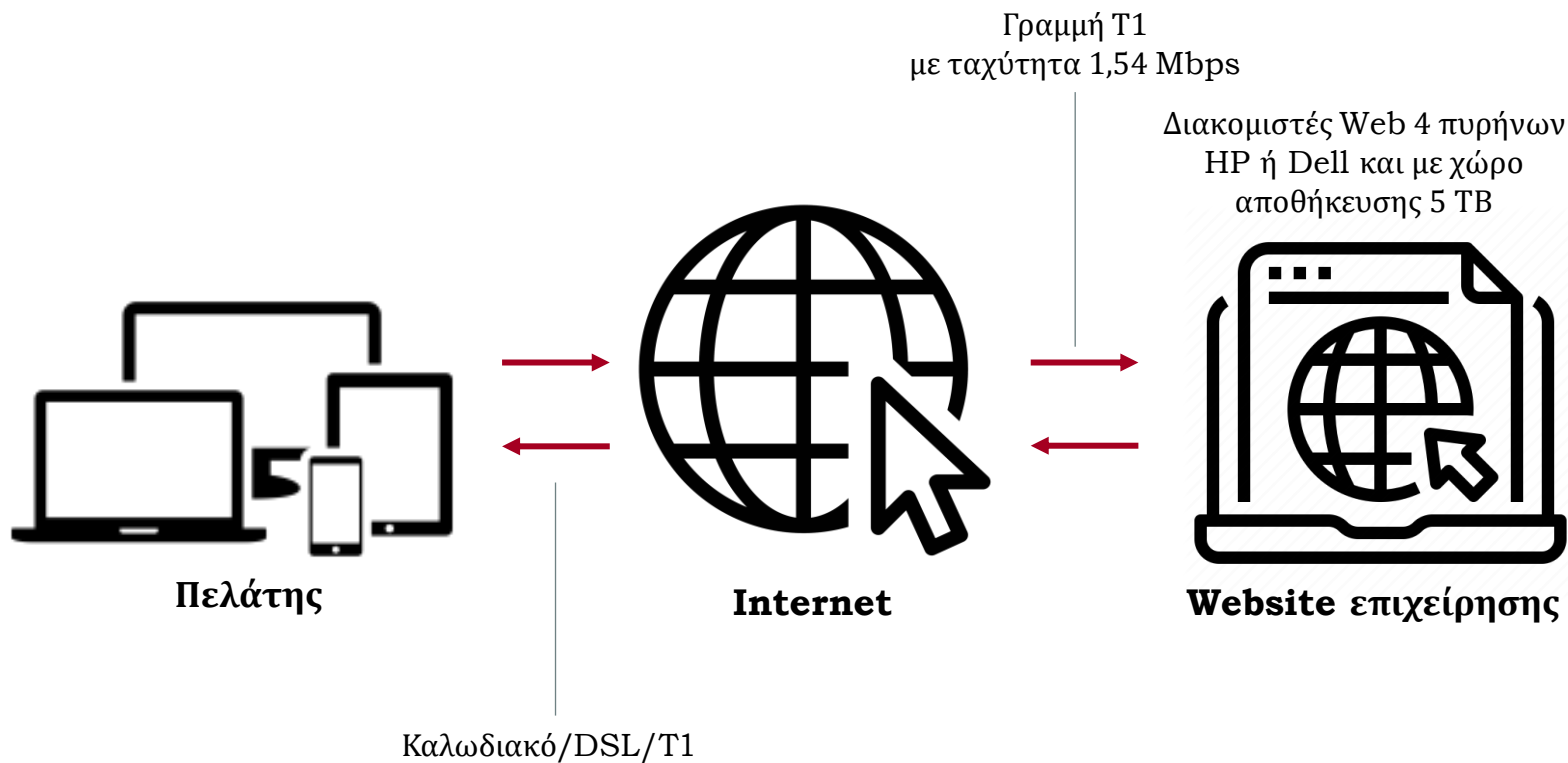 Γραμμή Τ1
με ταχύτητα 1,54 Mbps
Διακομιστές Web 4 πυρήνων
HP ή Dell και με χώρο
αποθήκευσης 5 TB
Πελάτης
Internet
Website επιχείρησης
Καλωδιακό/DSL/T1